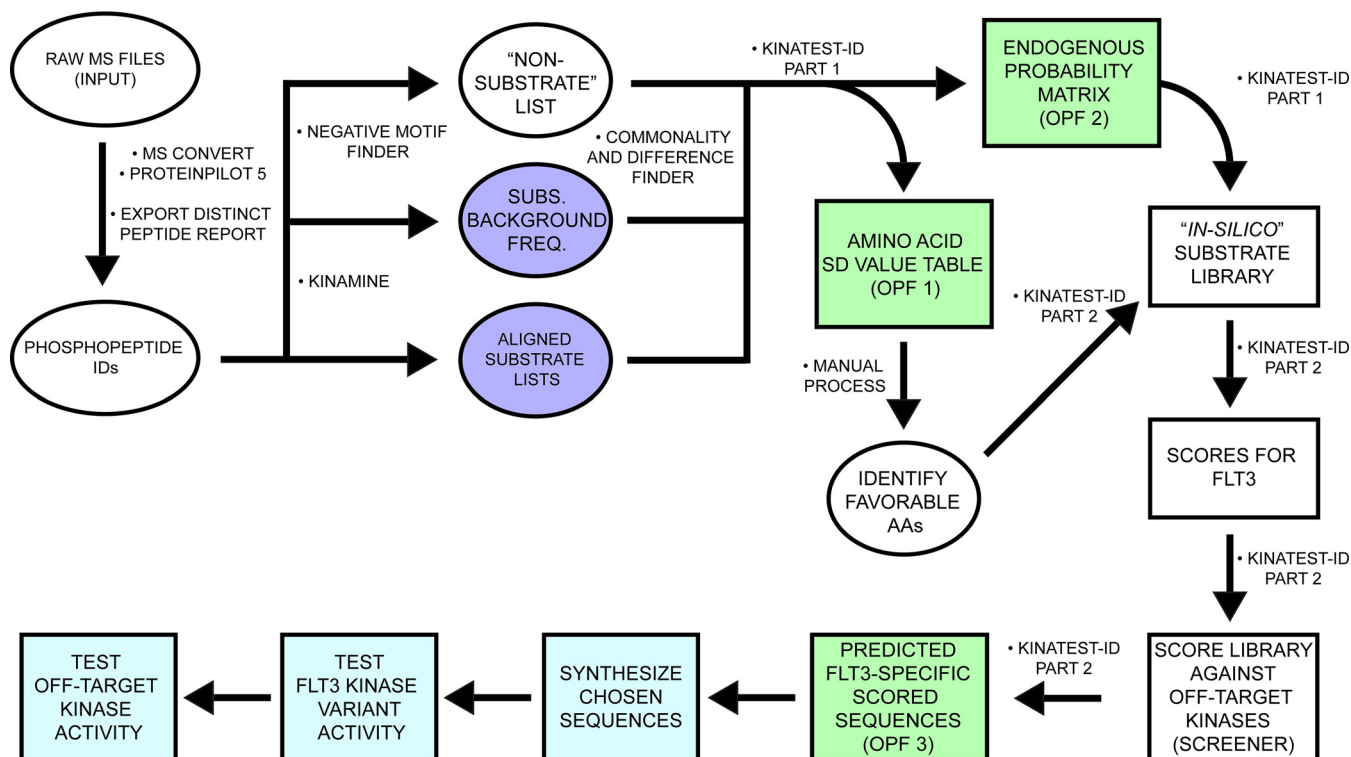 RAW MS FILES
(INPUT)
• MS CONVERT
• PROTEINPILOT 5
• EXPORT DISTINCT
PEPTIDE REPORT
PHOSPHOPEPTIDE
IDs
• NEGATIVE MOTIF
FINDER
• KINAMINE
“NON-
SUBSTRATE”
LIST
SUBS.
BACKGROUND
FREQ.
ALIGNED
SUBSTRATE
LISTS
• COMMONALITY
AND DIFFERENCE
FINDER
• KINATEST-ID
PART 1
ENDOGENOUS
PROBABILITY
MATRIX
(OPF 2)
• KINATEST-ID
PART 1
AMINO ACID
SD VALUE TABLE
(OPF 1)
• MANUAL
PROCESS
IDENTIFY
FAVORABLE
AAs
• KINATEST-ID
PART 2
“IN-SILICO”
SUBSTRATE
LIBRARY
• KINATEST-ID
PART 2
SCORES FOR
FLT3
• KINATEST-ID
PART 2
SCORE LIBRARY
AGAINST
OFF-TARGET
KINASES
(SCREENER)
• KINATEST-ID
PART 2
PREDICTED
FLT3-SPECIFIC
SCORED
SEQUENCES
(OPF 3)
SYNTHESIZE
CHOSEN
SEQUENCES
TEST
FLT3 KINASE
VARIANT
ACTIVITY
TEST
OFF-TARGET
KINASE
ACTIVITY